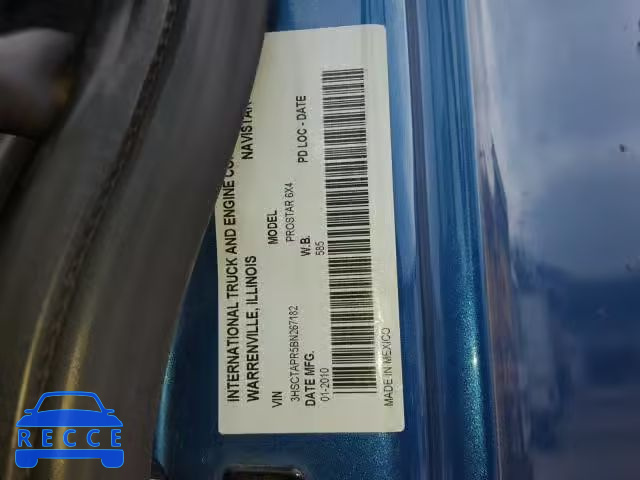 INTERNATIONAL TRUCK AND ENGINE
WARRENVILLE, ILLINOIS NAVISTAR
VIN MODEL
3HSCTAPR5BN267182 PROSTAR 6X4
DATE MFG. W.B. PD LOC - DATE
01-2010 585
MADE IN MEXICO
RECCE